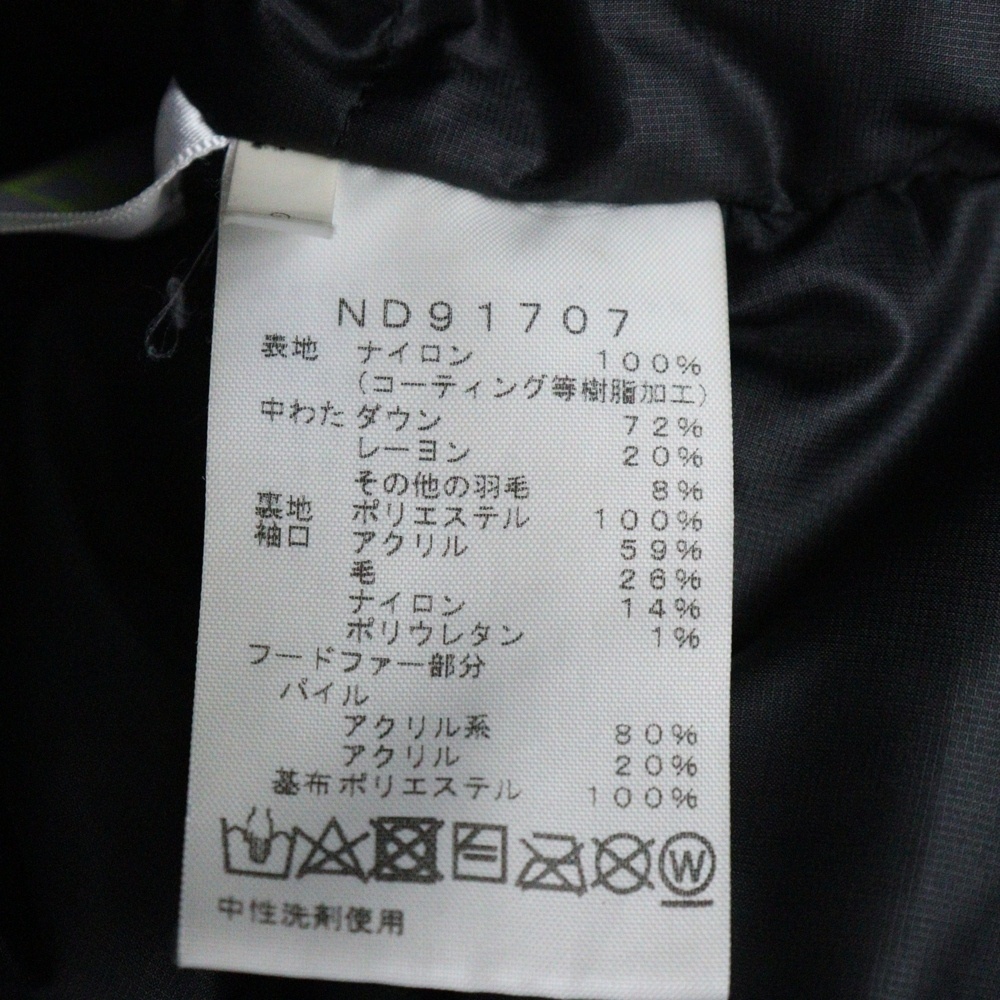 ND91707
表地 ナイロン 100%
(コーティング等樹脂加工)
中わた ダウン 72%
レーヨン 20%
その他の羽毛 8%
裏地 ポリエステル 100%
袖口 アクリル 59%
毛 26%
ナイロン 14%
ポリウレタン 1%
フードファー部分
パイル
アクリル系 80%
アクリル 20%
基布 ポリエステル 100%
W
中性洗剤使用